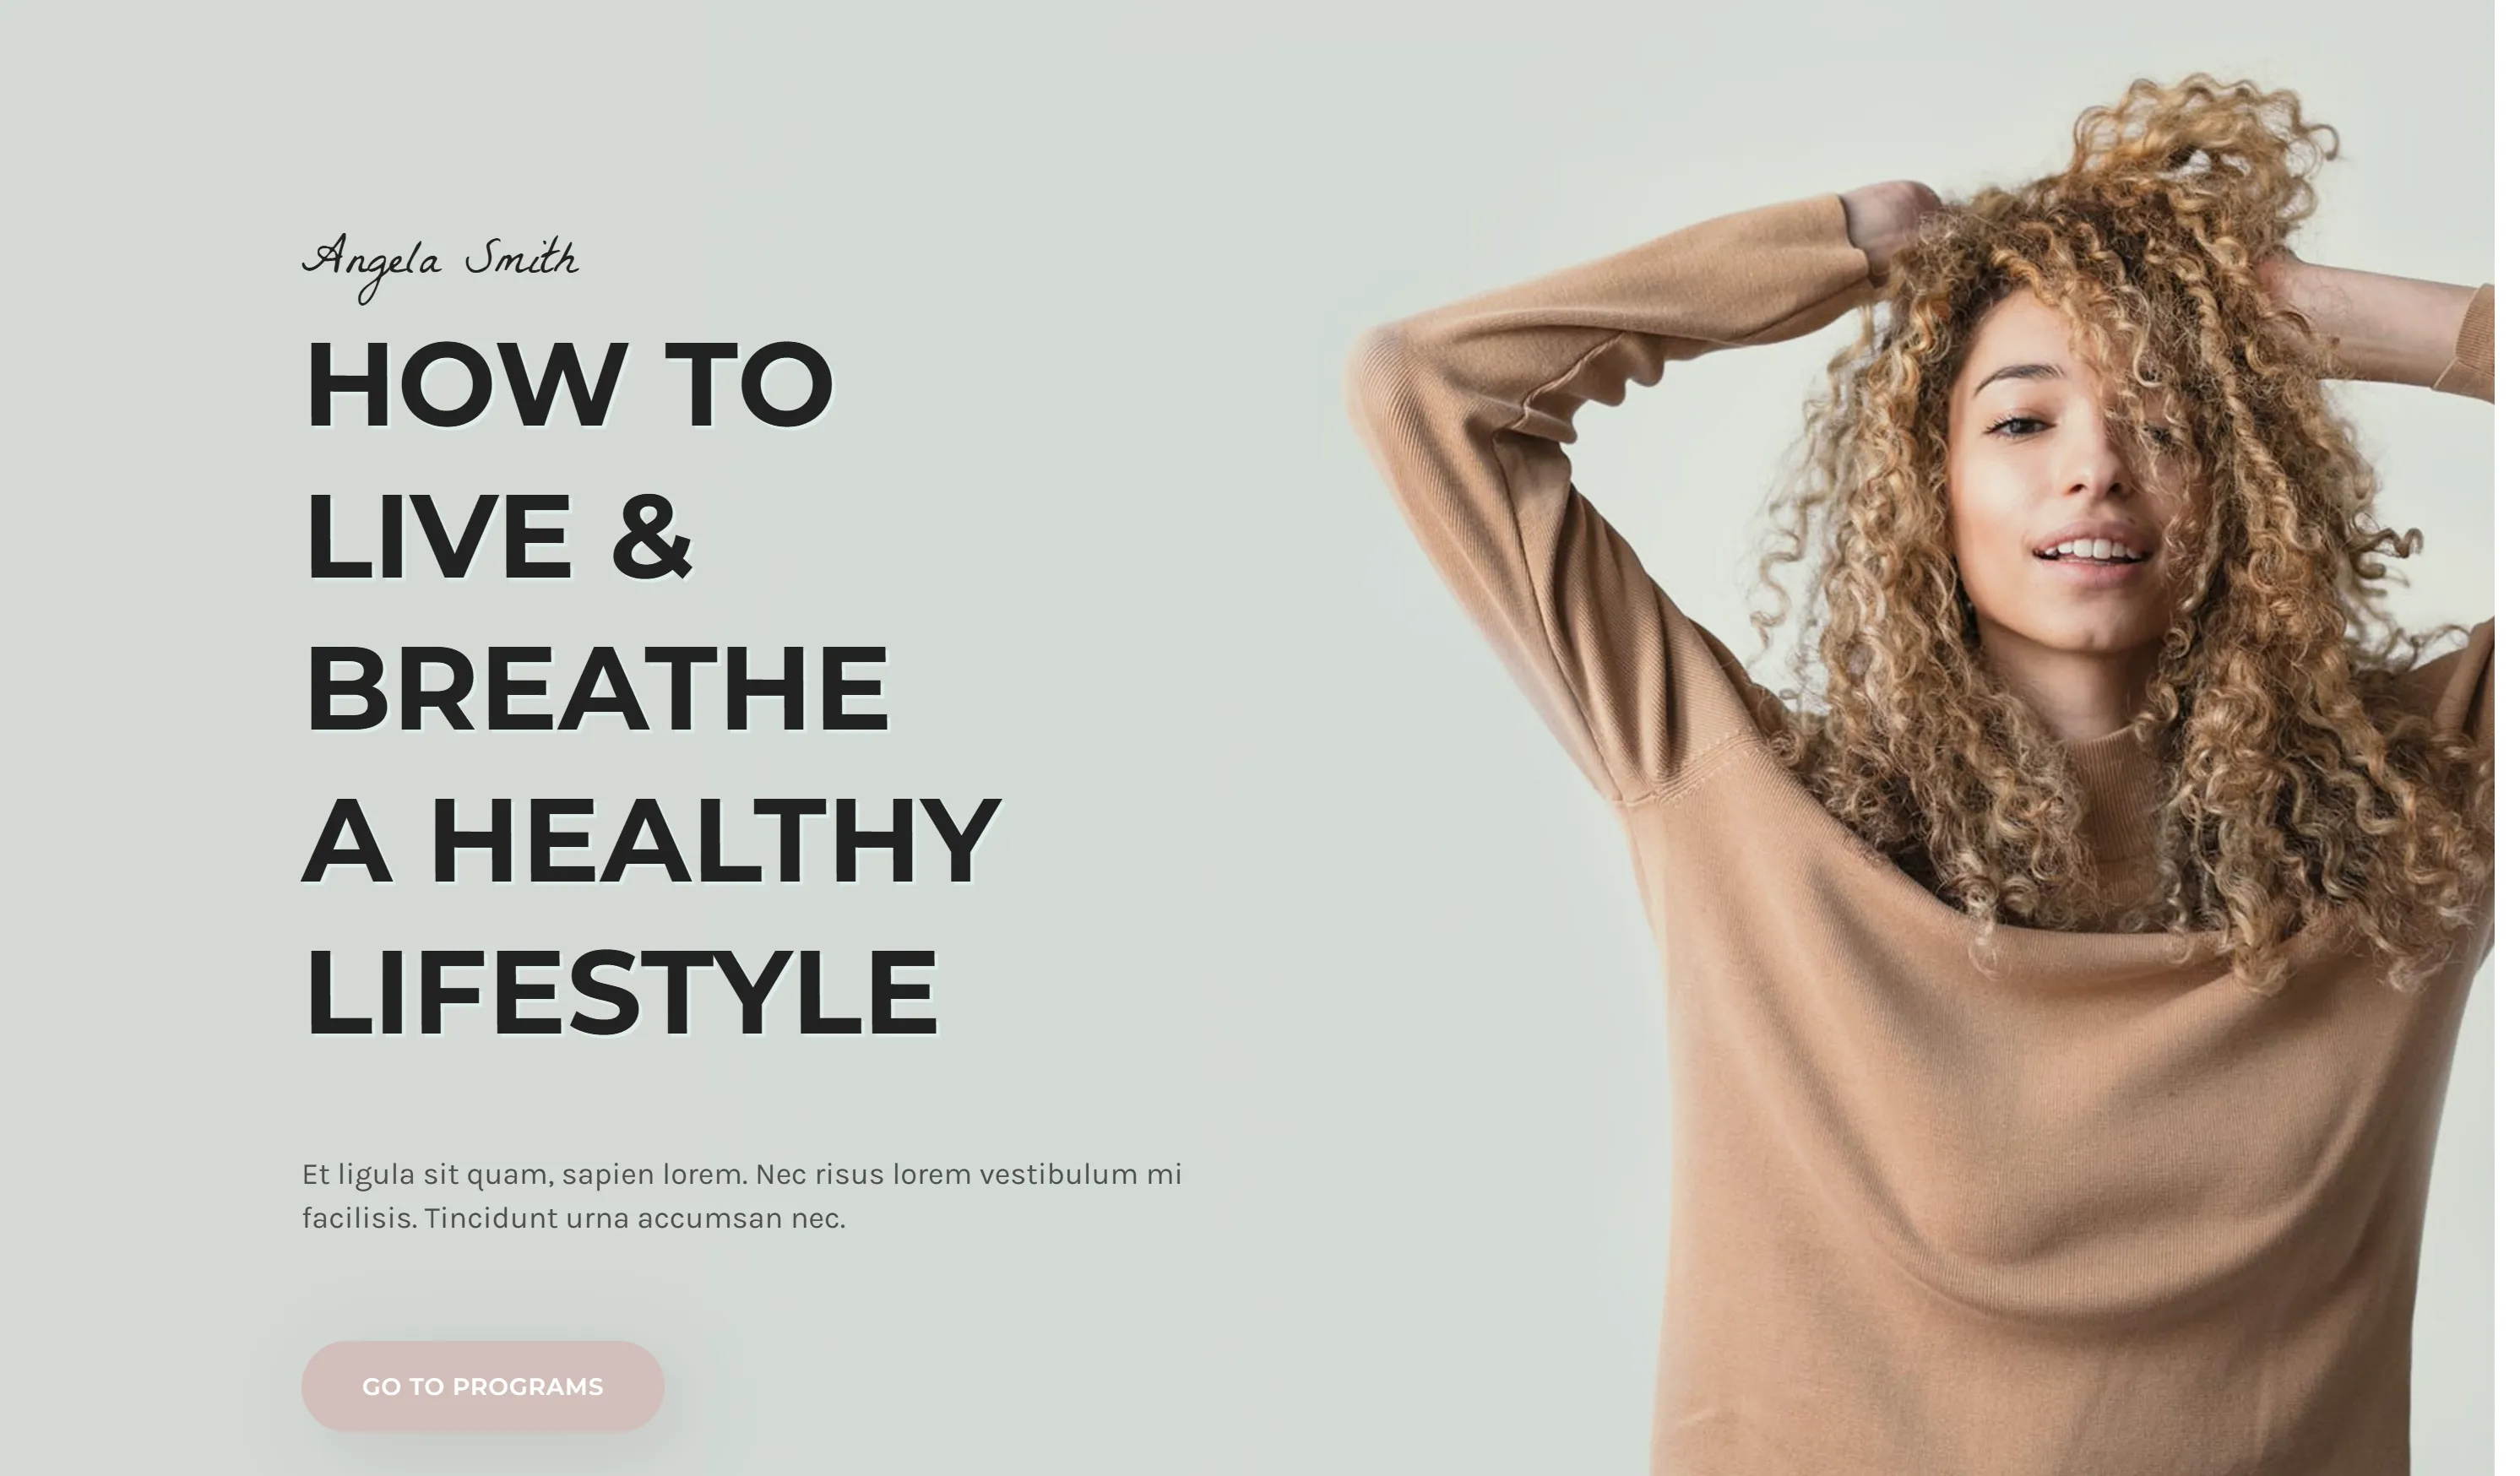 Angela Smith
HOW TO
LIVE &
BREATHE
A HEALTHY
LIFESTYLE
Et ligula sit quam, sapien lorem. Nec risus lorem vestibulum mi
facilisis. Tincidunt urna accumsan nec.
GO TO PROGRAMS